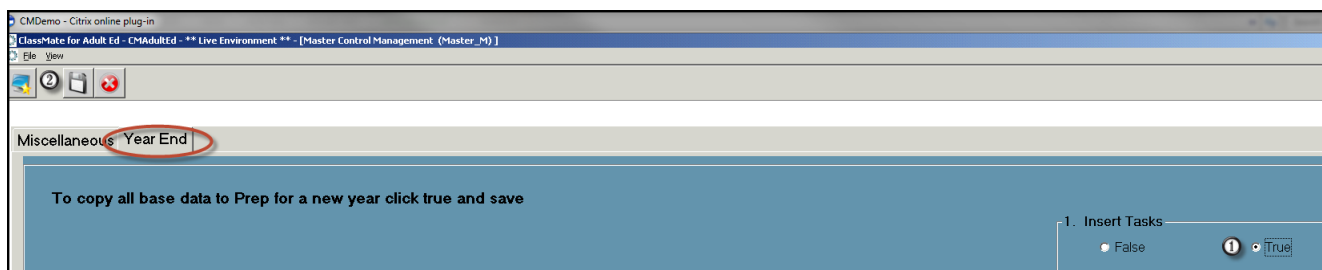 CMDemo - Citrix online plug-in
ClassMate for Adult Ed - CMAdultEd - ** Live Environment ** - [Master Control Management (Master_M) ]
File View
2
Miscellaneous Year End
To copy all base data to Prep for a new year click true and save
1. Insert Tasks
False 1 True